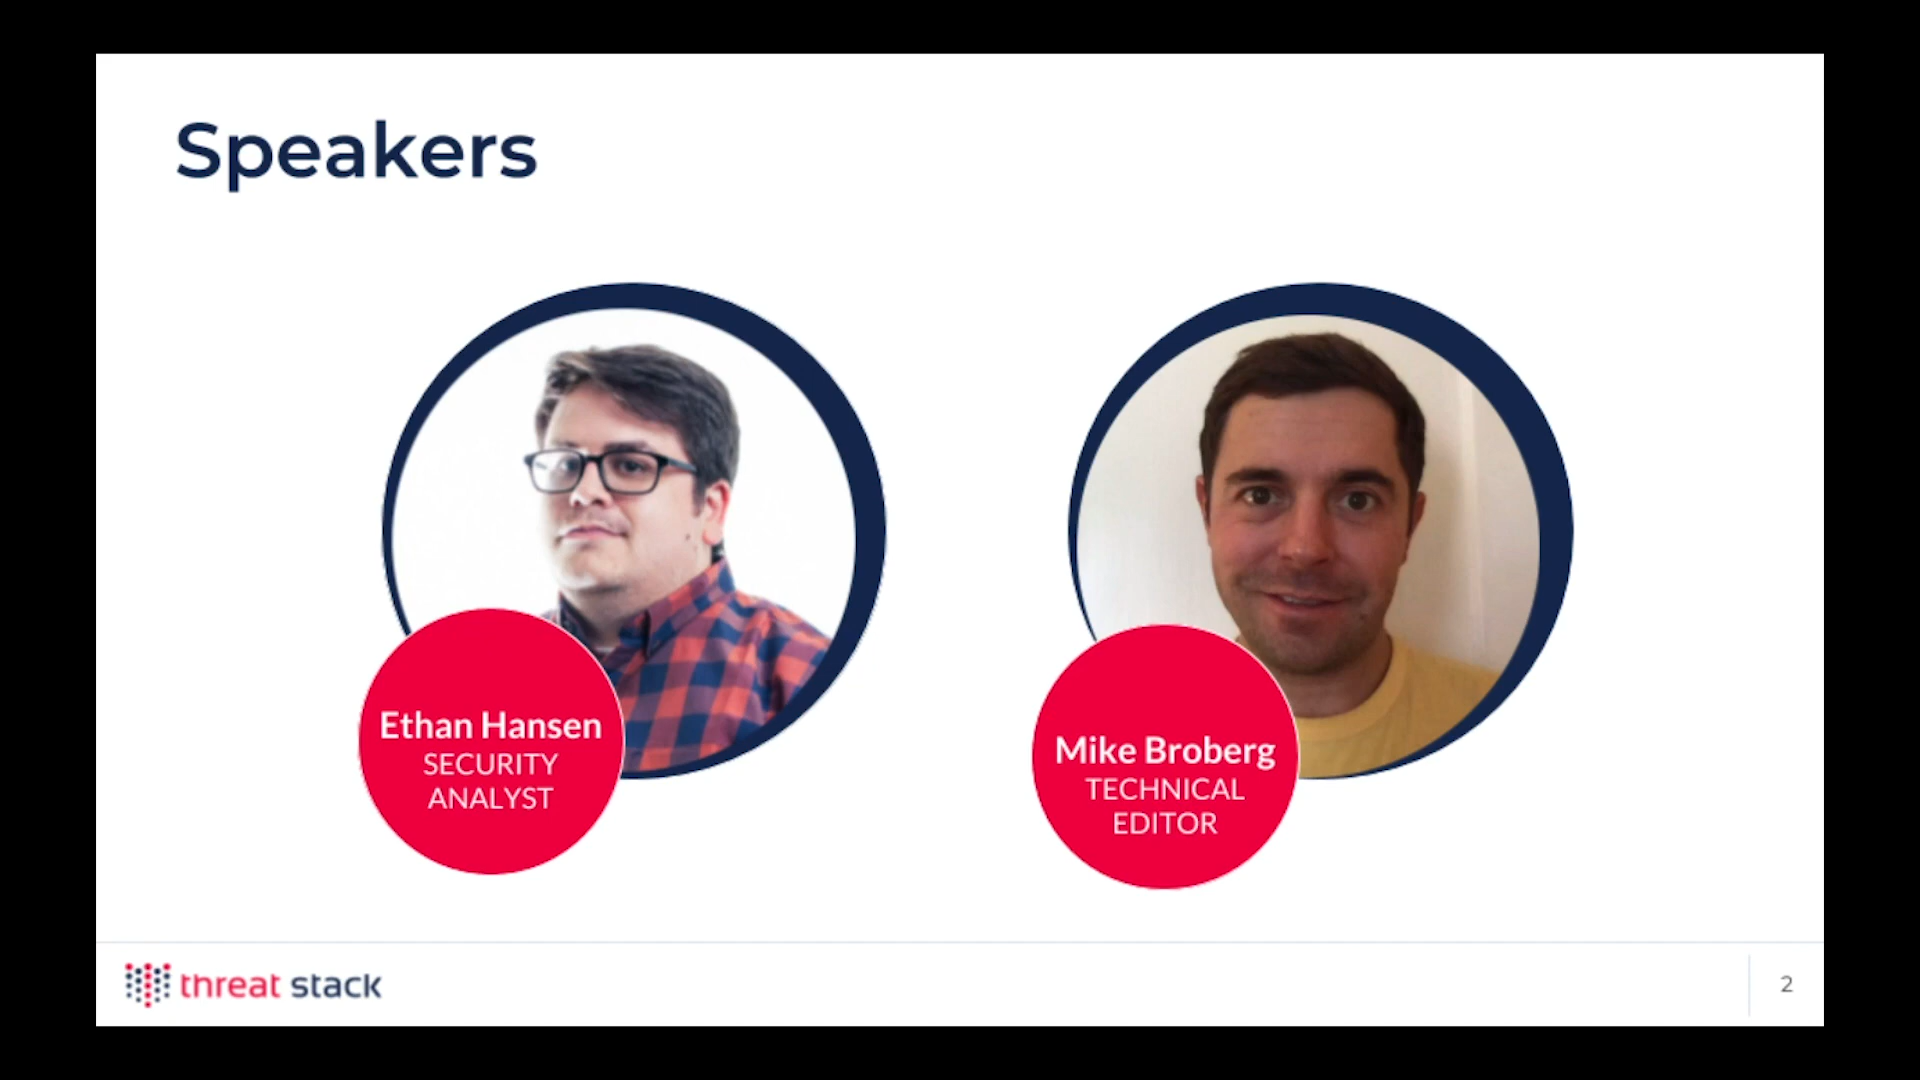 Speakers
Ethan Hansen
SECURITY
ANALYST
Mike Broberg
TECHNICAL
EDITOR
threat stack
2